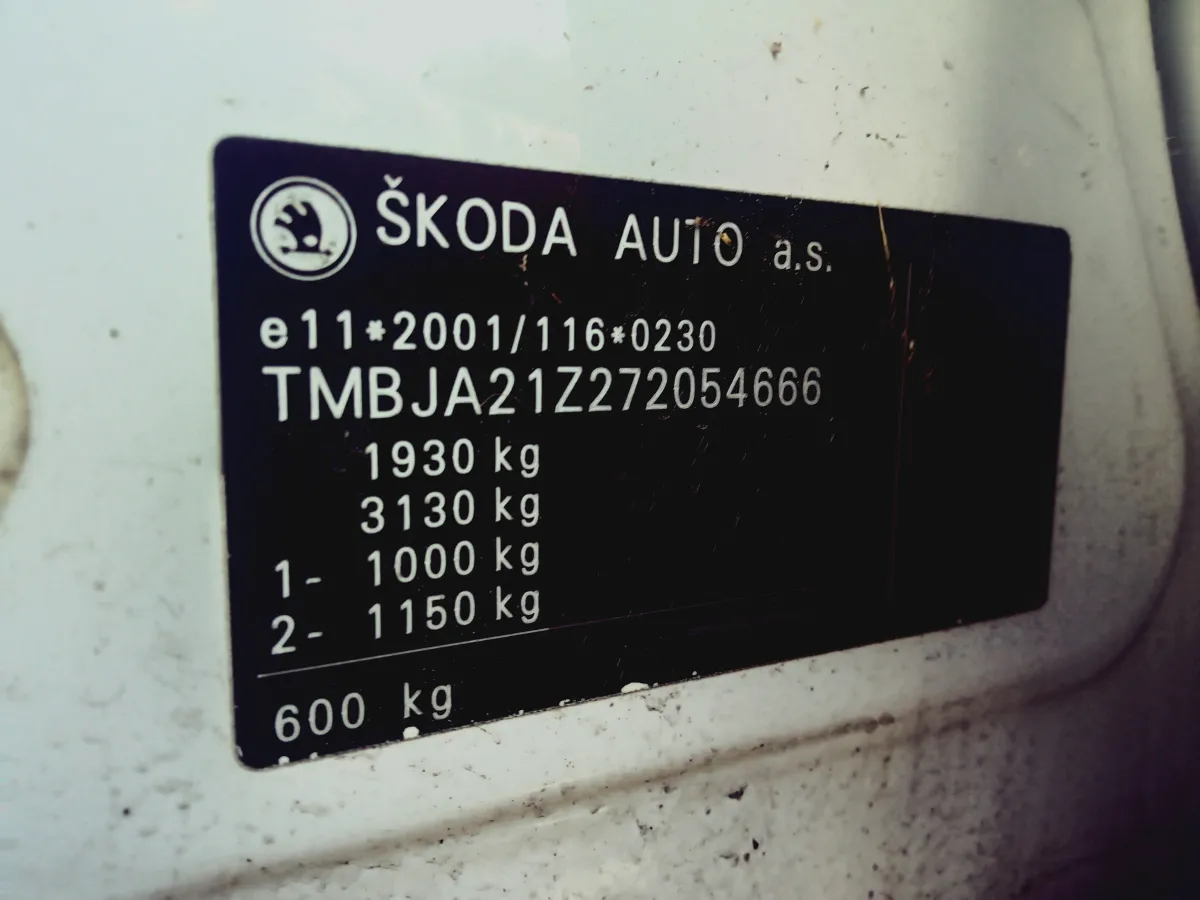 ŠKODA AUTO a.s.
e11*2001/116*0230
TMBJA21Z272054666
1930 kg
3130 kg
1- 1000 kg
2- 1150 kg
600 kg